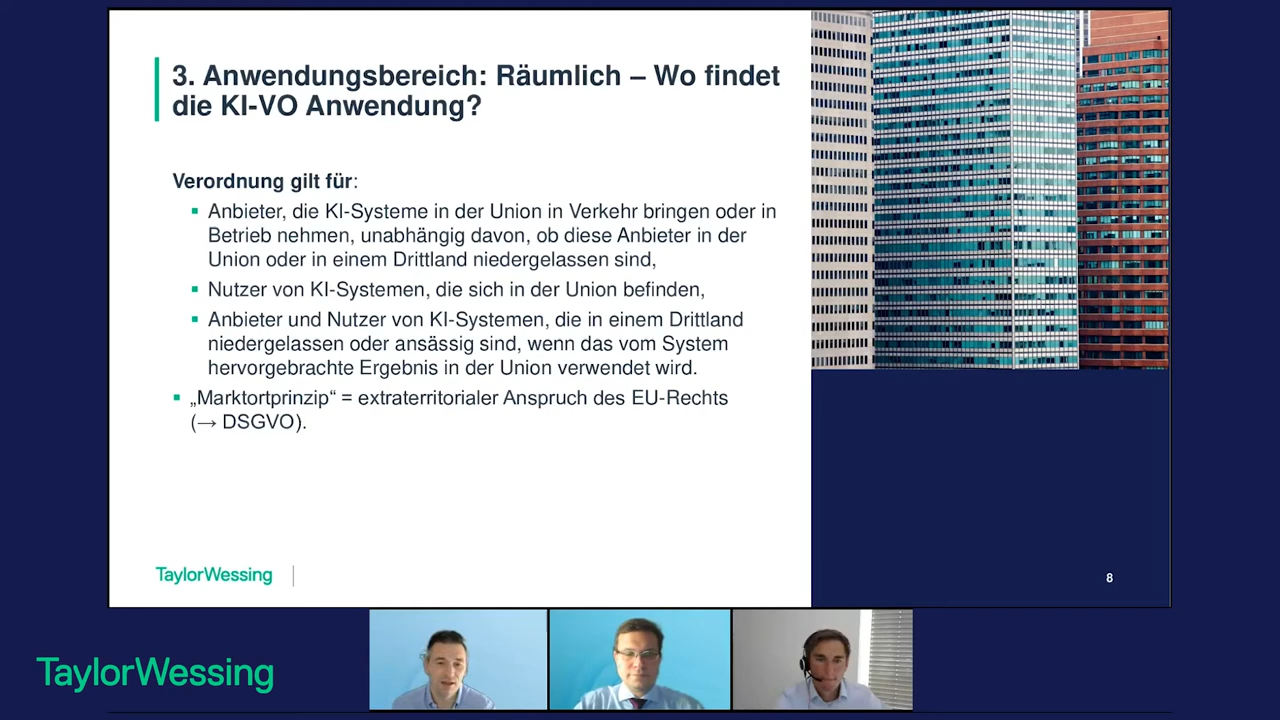 3. Anwendungsbereich: Räumlich – Wo findet
die KI-VO Anwendung?
Verordnung gilt für:
▪ Anbieter, die KI-Systeme in der Union in Verkehr bringen oder in
Betrieb nehmen, unabhängig davon, ob diese Anbieter in der
Union oder in einem Drittland niedergelassen sind,
▪ Nutzer von KI-Systemen, die sich in der Union befinden,
▪ Anbieter und Nutzer von KI-Systemen, die in einem Drittland
niedergelassen oder ansässig sind, wenn das vom System
hervorgebrachte Ergebnis in der Union verwendet wird.
▪ „Marktortprinzip“ = extraterritorialer Anspruch des EU-Rechts
(→ DSGVO).
TaylorWessing
8
TaylorWessing